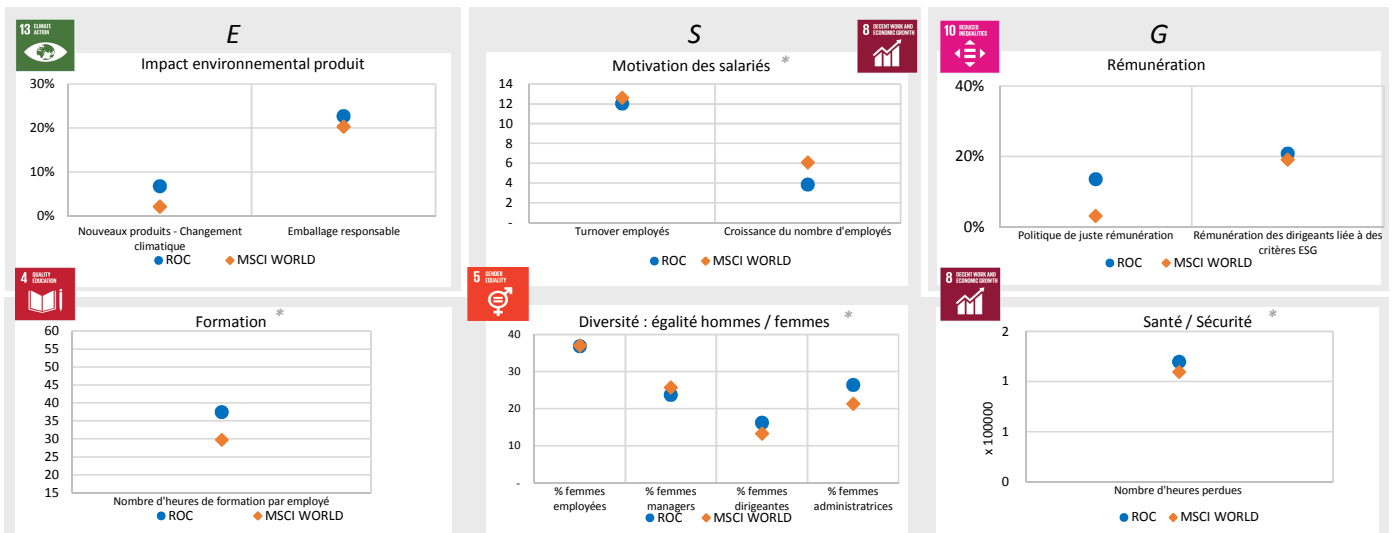 E
13 CLIMATE
ACTION
Impact environnemental produit
30%
20%
10%
0%
Nouveaux produits - Changement
climatique
Emballage responsable
ROC
MSCI WORLD
S
8 DECENT WORK AND
ECONOMIC GROWTH
Motivation des salariés *
14
12
10
8
6
4
2
-
Turnover employés
Croissance du nombre d'employés
ROC
MSCI WORLD
G
10 REDUCED
INEQUALITIES
Rémunération
40%
20%
0%
Politique de juste rémunération
Rémunération des dirigeants liée à des
critères ESG
ROC
MSCI WORLD
4 QUALITY
EDUCATION
Formation *
60
55
50
45
40
35
30
25
20
15
Nombre d'heures de formation par employé
ROC
MSCI WORLD
5 GENDER
EQUALITY
Diversité : égalité hommes / femmes *
40
30
20
10
-
% femmes
employées
% femmes
managers
% femmes
dirigeantes
% femmes
administratrices
ROC
MSCI WORLD
8 DECENT WORK AND
ECONOMIC GROWTH
Santé / Sécurité *
2
1
1
0
x 100000
Nombre d'heures perdues
ROC
MSCI WORLD